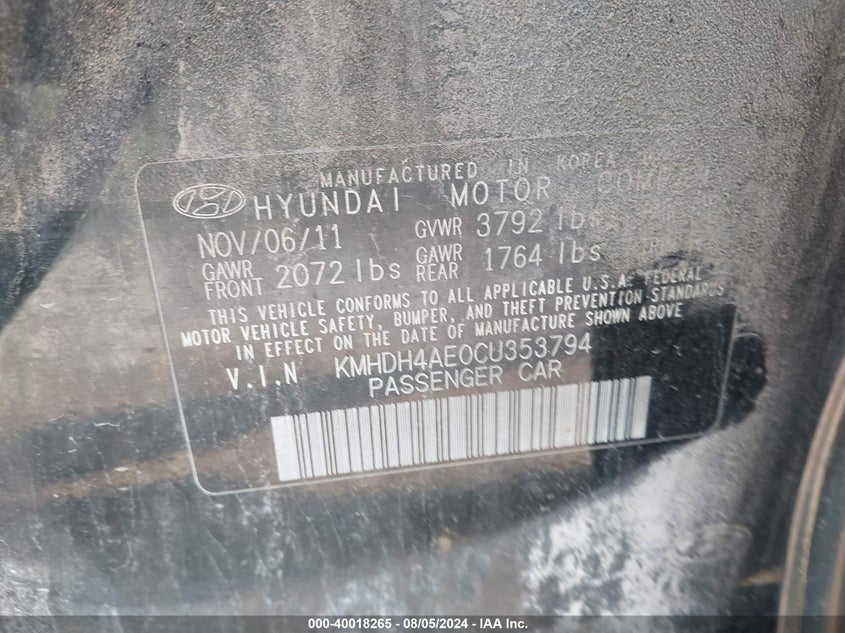 MANUFACTURED IN KOREA
HYUNDAI MOTOR
NOV/06/11 GVWR 3792 lbs
GAWR FRONT 2072 lbs GAWR REAR 1764 lbs
THIS VEHICLE CONFORMS TO ALL APPLICABLE U.S.A. FEDERAL
MOTOR VEHICLE SAFETY, BUMPER, AND THEFT PREVENTION STANDARDS
IN EFFECT ON THE DATE OF MANUFACTURE SHOWN ABOVE
V.I.N KMHDH4AE0CU353794
PASSENGER CAR
000-40018265 - 08/05/2024 - IAA Inc.